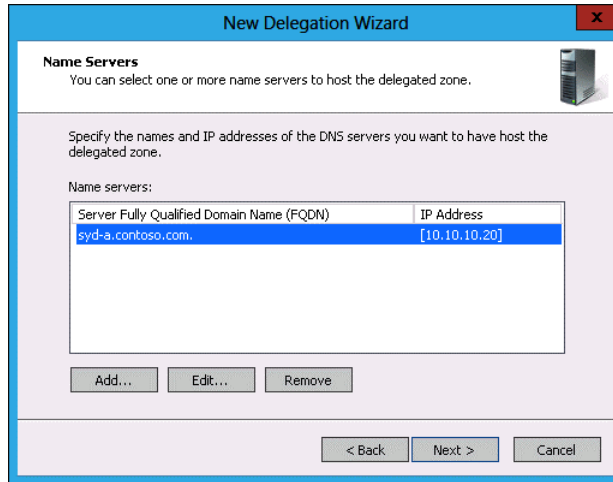 New Delegation Wizard
x
Name Servers
You can select one or more name servers to host the delegated zone.
Specify the names and IP addresses of the DNS servers you want to have host the
delegated zone.
Name servers:
Server Fully Qualified Domain Name (FQDN) IP Address
syd-a.contoso.com. [10.10.10.20]
Add... Edit... Remove
< Back Next > Cancel